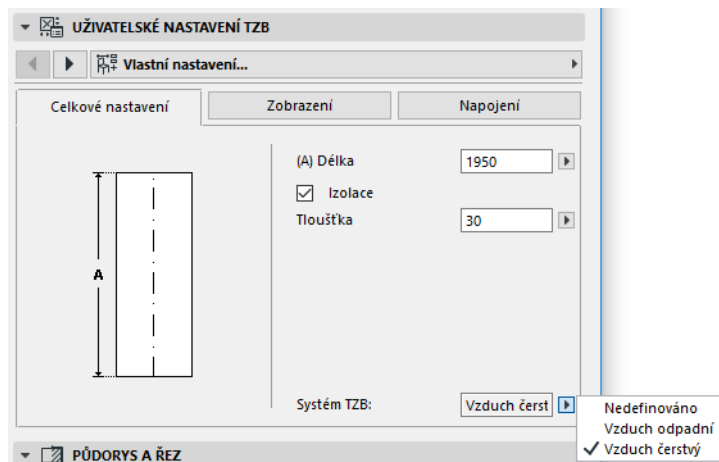 UŽIVATELSKÉ NASTAVENÍ TZB
Vlastní nastavení...
Celkové nastavení Zobrazení Napojení
(A) Délka 1950
Izolace
Tloušťka 30
A
Systém TZB: Vzduch čerst
Nedefinováno
Vzduch odpadní
Vzduch čerstvý
PŮDORYS A ŘEZ